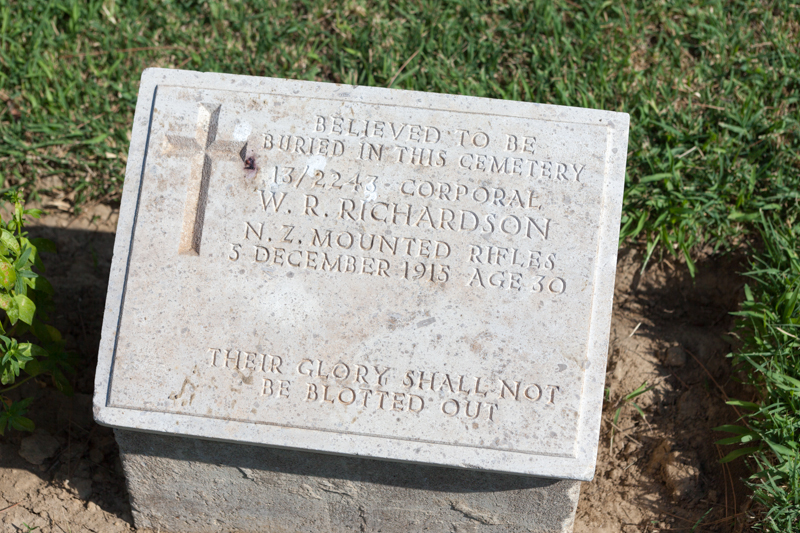 BELIEVED TO BE
BURIED IN THIS CEMETERY
13/2243 CORPORAL
W. R. RICHARDSON
N. Z. MOUNTED RIFLES
5 DECEMBER 1915 AGE 30
THEIR GLORY SHALL NOT
BE BLOTTED OUT